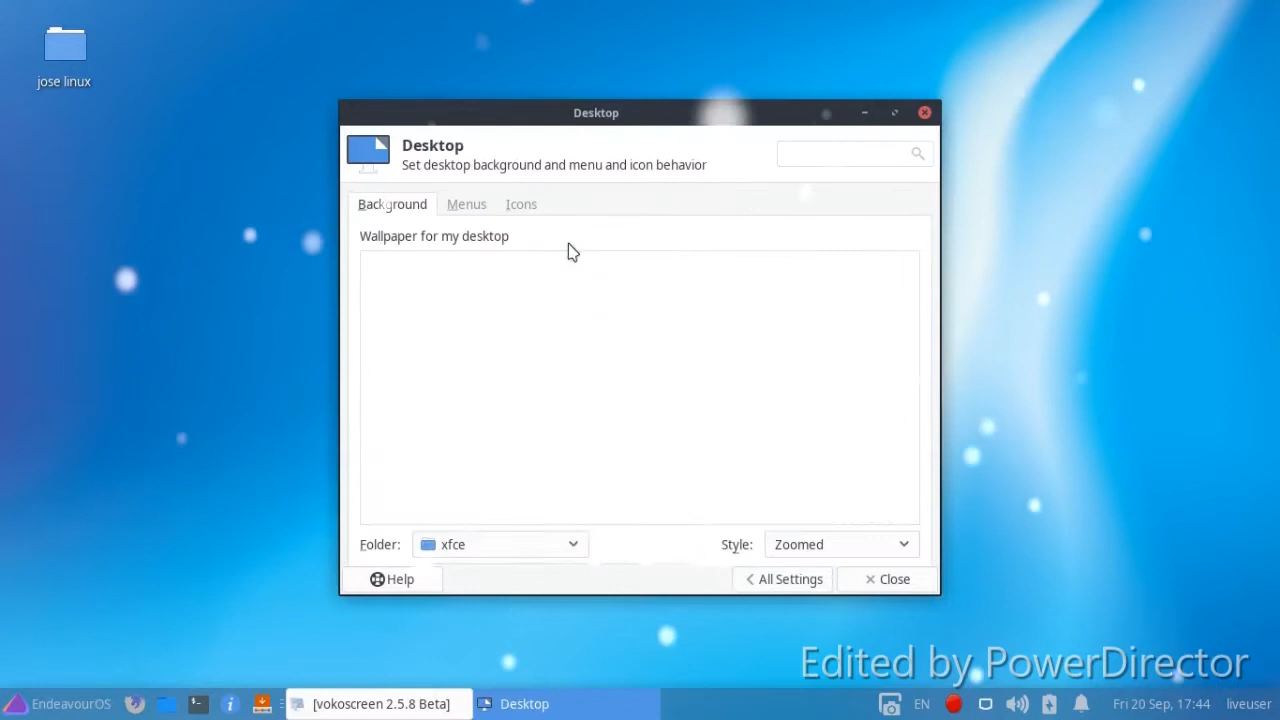 jose linux
Desktop
Desktop
Set desktop background and menu and icon behavior
Background Menus Icons
Wallpaper for my desktop
Folder: xfce Style: Zoomed
Help All Settings Close
Edited by PowerDirector
EndeavourOS [vokoscreen 2.5.8 Beta] Desktop EN Fri 20 Sep, 17:44 liveuser